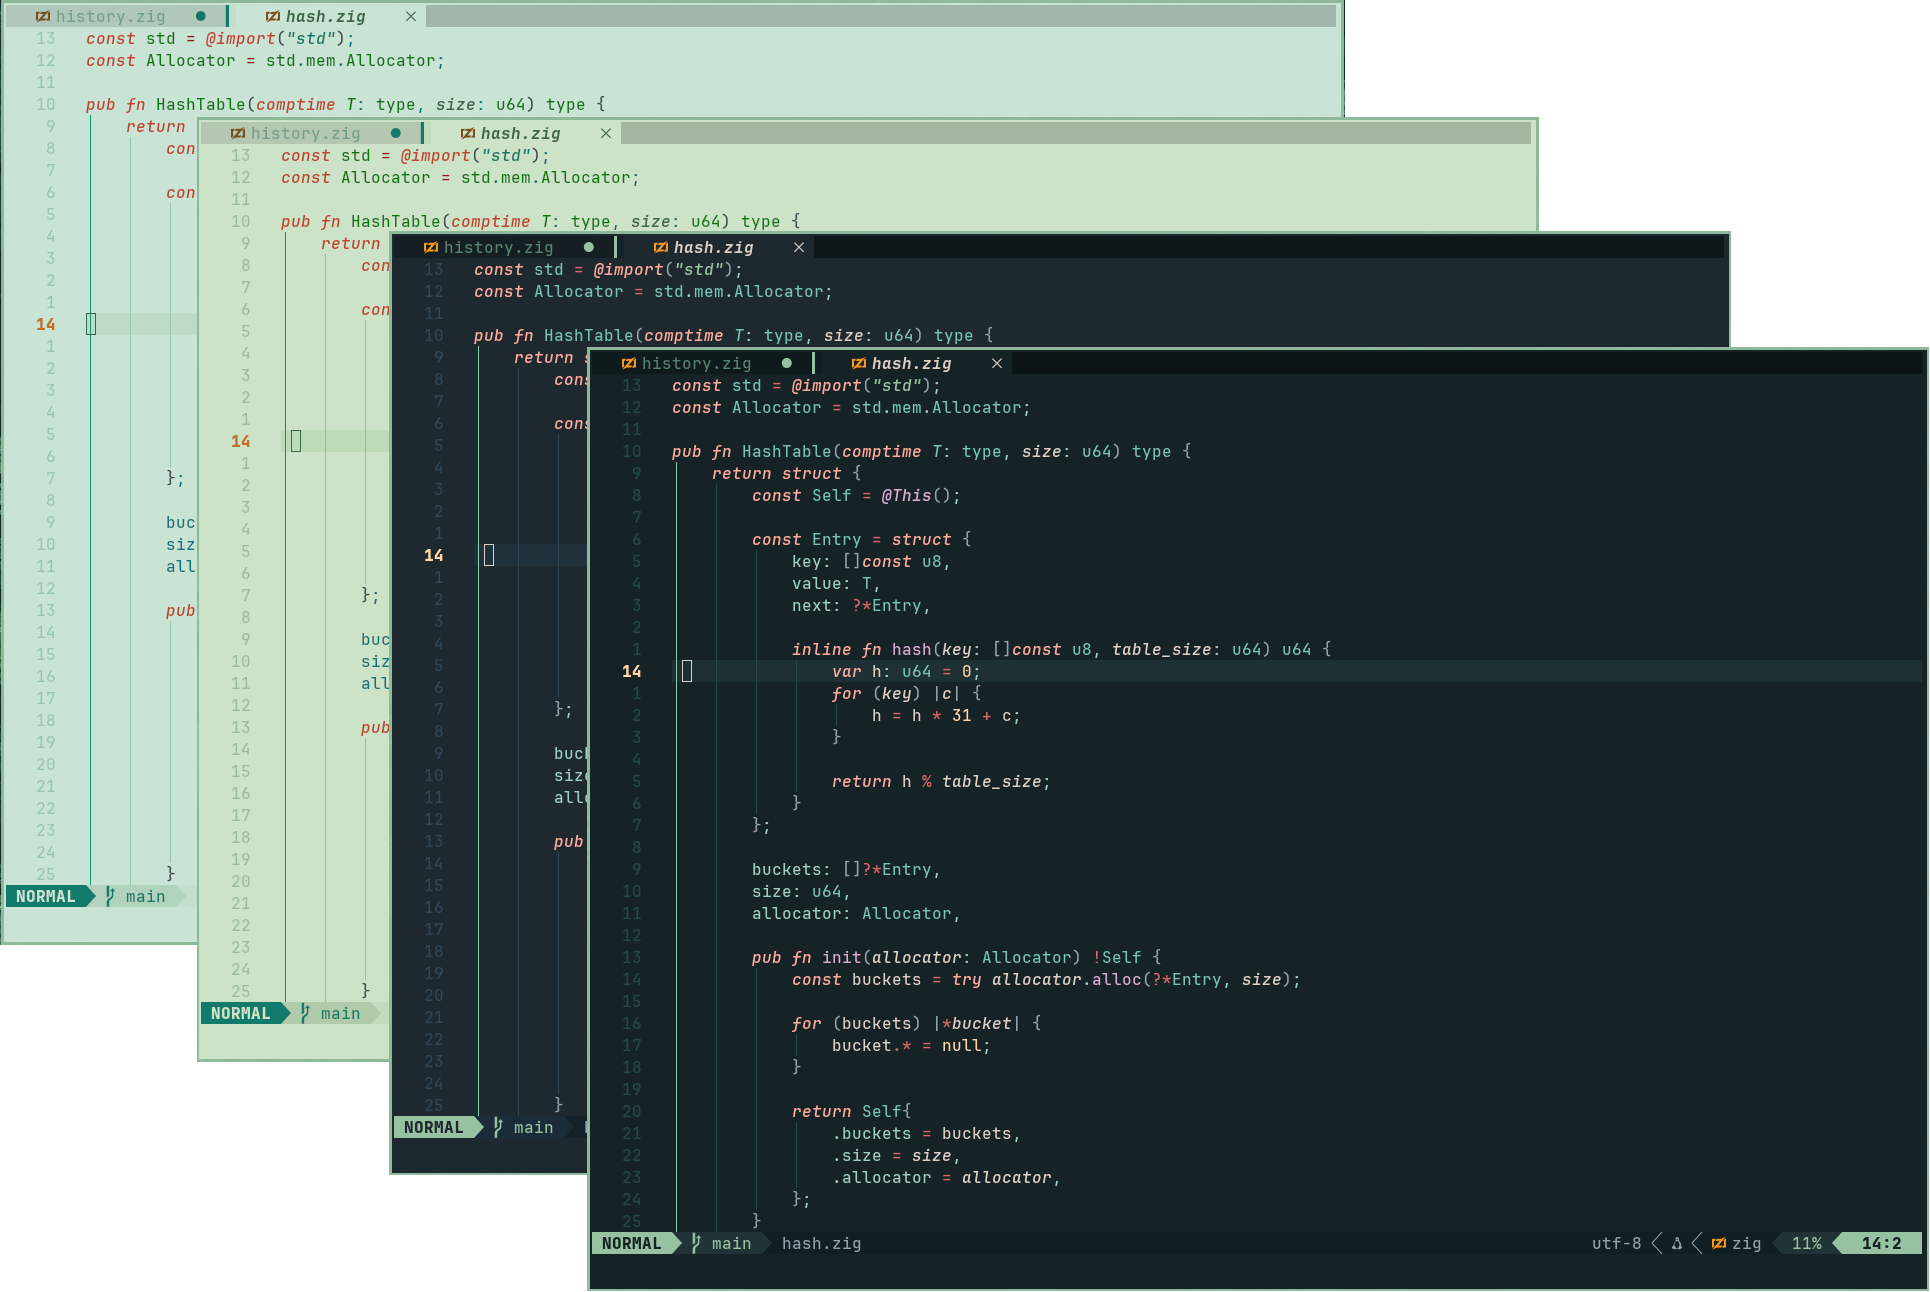 history.zig ● hash.zig ×
13 const std = @import("std");
12 const Allocator = std.mem.Allocator;
11
10 pub fn HashTable(comptime T: type, size: u64) type {
9 return
8 con
7
6 con
5
4
3
2
1
14
1
2
3
4
5
6
7 };
8
9 buc
10 siz
11 all
12
13 pub
14
15
16
17
18
19
20
21
22
23
24
25 }
NORMAL main
history.zig ● hash.zig ×
13 const std = @import("std");
12 const Allocator = std.mem.Allocator;
11
10 pub fn HashTable(comptime T: type, size: u64) type {
9 return
8 con
7
6 con
5
4
3
2
1
14
1
2
3
4
5
6
7 };
8
9 buc
10 siz
11 all
12
13 pub
14
15
16
17
18
19
20
21
22
23
24
25 }
NORMAL main
history.zig ● hash.zig ×
13 const std = @import("std");
12 const Allocator = std.mem.Allocator;
11
10 pub fn HashTable(comptime T: type, size: u64) type {
9 return
8 cons
7
6 cons
5
4
3
2
1
14
1
2
3
4
5
6
7 };
8
9 buc
10 size
11 allo
12
13 pub
14
15
16
17
18
19
20
21
22
23
24
25 }
NORMAL main
history.zig ● hash.zig ×
13 const std = @import("std");
12 const Allocator = std.mem.Allocator;
11
10 pub fn HashTable(comptime T: type, size: u64) type {
9 return struct {
8 const Self = @This();
7
6 const Entry = struct {
5 key: []const u8,
4 value: T,
3 next: ?*Entry,
2
1 inline fn hash(key: []const u8, table_size: u64) u64 {
14 var h: u64 = 0;
1 for (key) |c| {
2 h = h * 31 + c;
3 }
4
5 return h % table_size;
6 }
7 };
8
9 buckets: []?*Entry,
10 size: u64,
11 allocator: Allocator,
12
13 pub fn init(allocator: Allocator) !Self {
14 const buckets = try allocator.alloc(?*Entry, size);
15
16 for (buckets) |*bucket| {
17 bucket.* = null;
18 }
19
20 return Self{
21 .buckets = buckets,
22 .size = size,
23 .allocator = allocator,
24 };
25 }
NORMAL main hash.zig utf-8 zig 11% 14:2